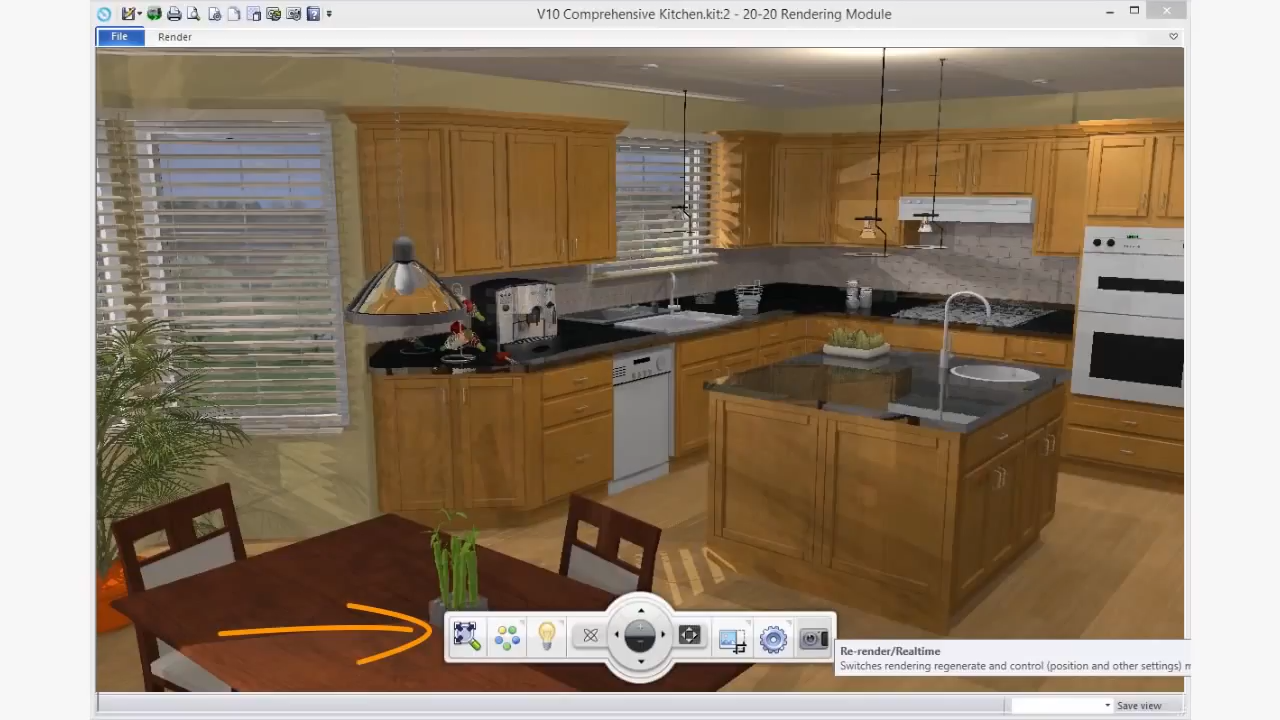 V10 Comprehensive Kitchen.kit:2 - 20-20 Rendering Module
File
Render
Re-render/Realtime
Switches rendering regenerate and control (position and other settings) m
Save view